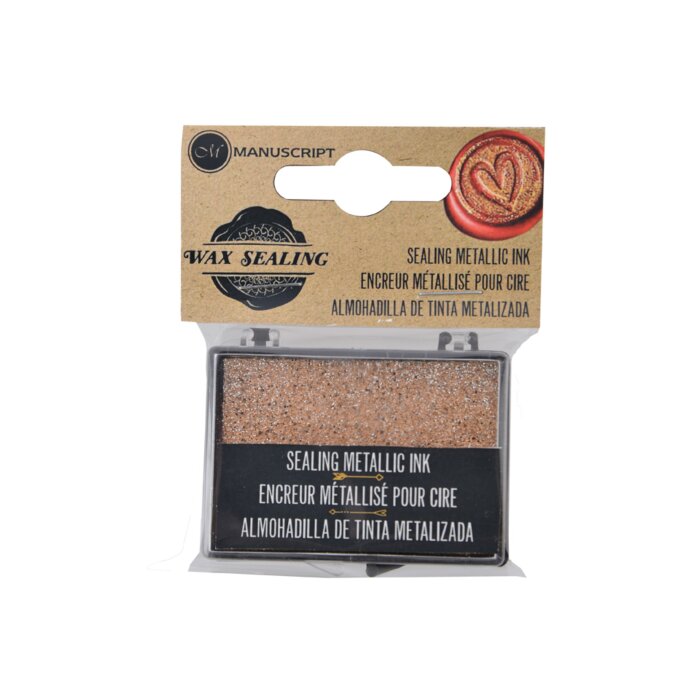 M MANUSCRIPT
WAX SEALING
SEALING METALLIC INK
ENCREUR MÉTALLISÉ POUR CIRE
ALMOHADILLA DE TINTA METALIZADA
SEALING METALLIC INK
ENCREUR MÉTALLISÉ POUR CIRE
ALMOHADILLA DE TINTA METALIZADA